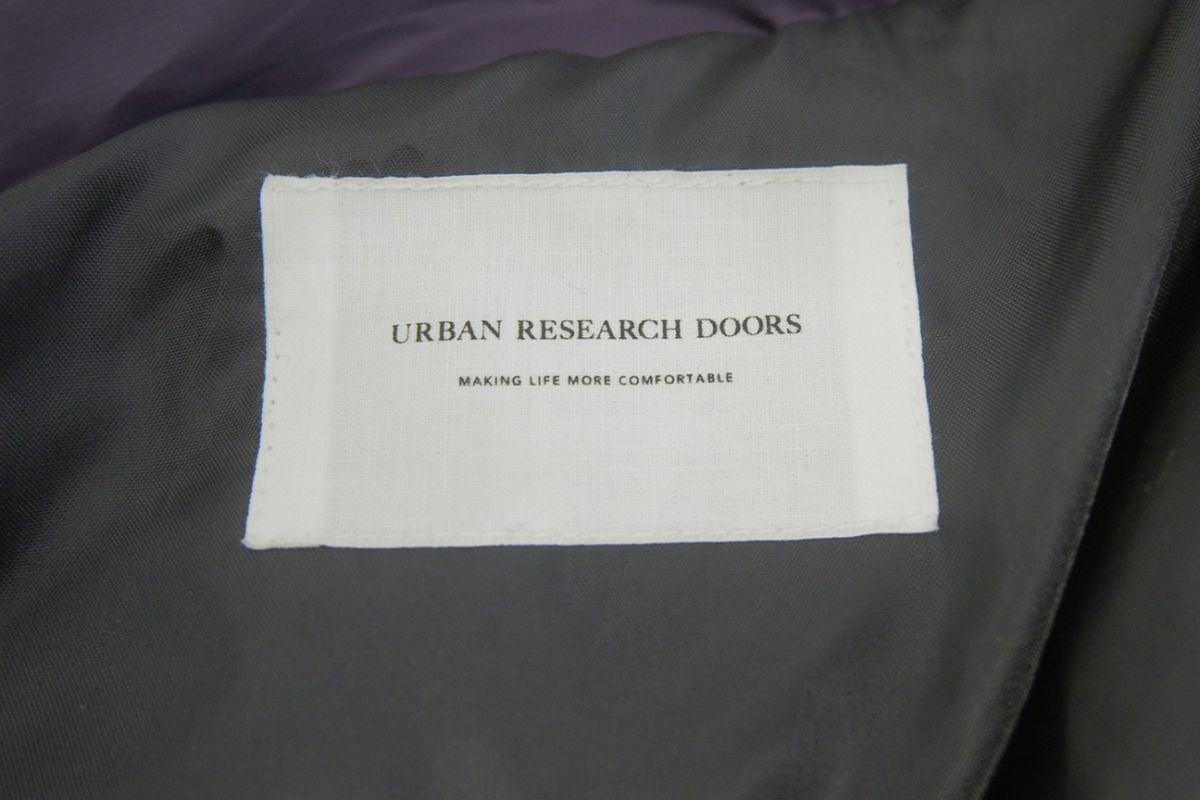 URBAN RESEARCH DOORS
MAKING LIFE MORE COMFORTABLE